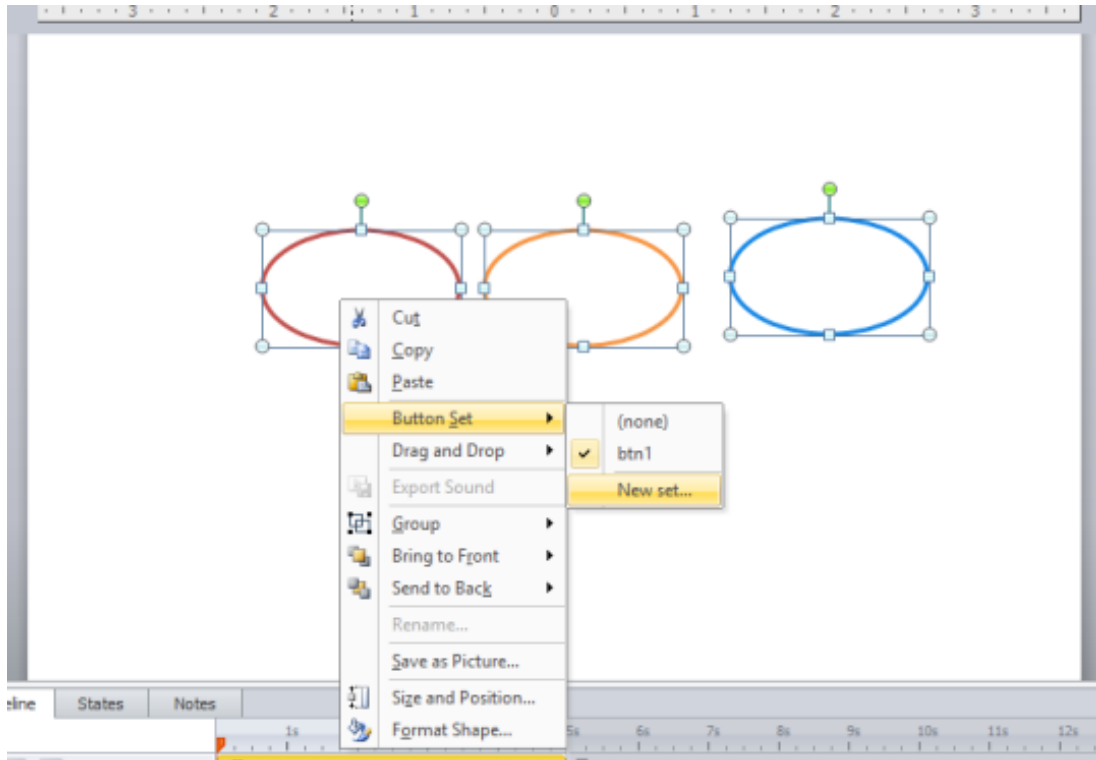 3 2 1 0 1 2 3
Cut
Copy
Paste
Button Set
(none)
Drag and Drop
btn1
Export Sound
New set...
Group
Bring to Front
Send to Back
Rename...
Save as Picture...
Size and Position...
Format Shape...
eline States Notes
1s 5s 6s 7s 8s 9s 10s 11s 12s